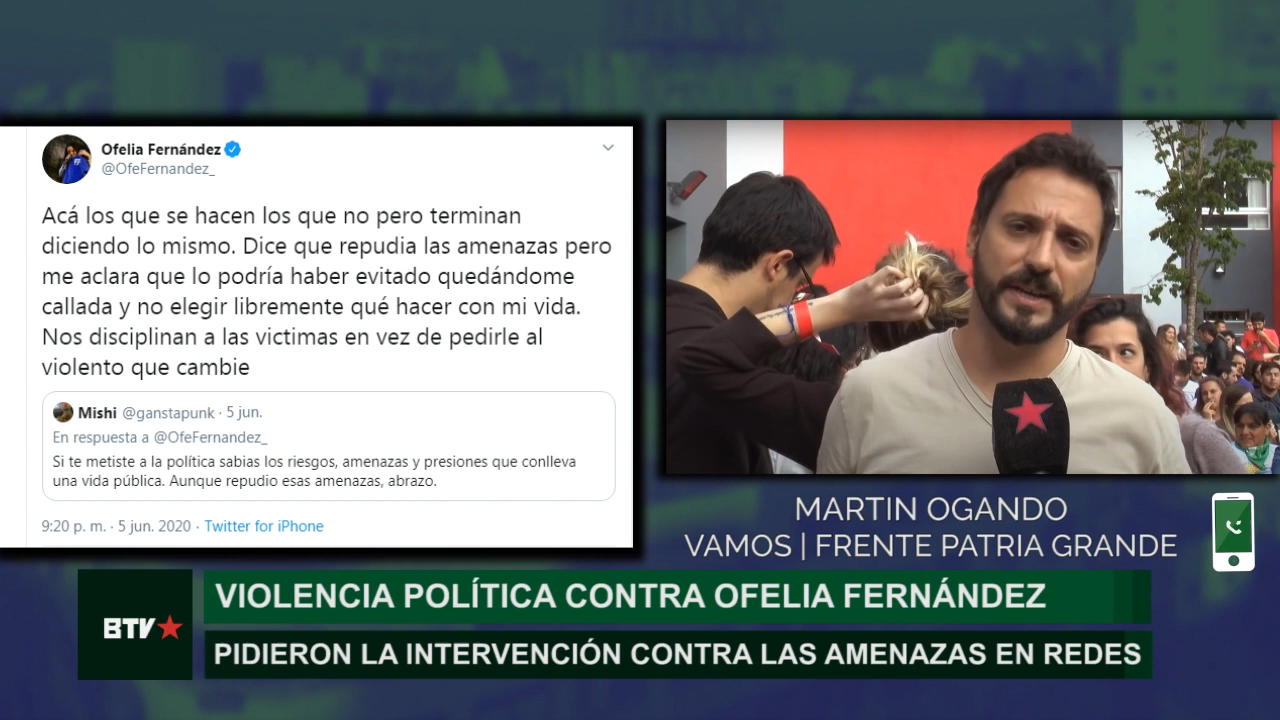 Ofelia Fernández
@OfeFernandez_
Acá los que se hacen los que no pero terminan
diciendo lo mismo. Dice que repudia las amenazas pero
me aclara que lo podría haber evitado quedándome
callada y no elegir libremente qué hacer con mi vida.
Nos disciplinan a las victimas en vez de pedirle al
violento que cambie
Mishi @ganstapunk · 5 jun.
En respuesta a @OfeFernandez_
Si te metiste a la política sabias los riesgos, amenazas y presiones que conlleva
una vida pública. Aunque repudio esas amenazas, abrazo.
9:20 p. m. · 5 jun. 2020 · Twitter for iPhone
MARTIN OGANDO
VAMOS | FRENTE PATRIA GRANDE
BTV
VIOLENCIA POLÍTICA CONTRA OFELIA FERNÁNDEZ
PIDIERON LA INTERVENCIÓN CONTRA LAS AMENAZAS EN REDES